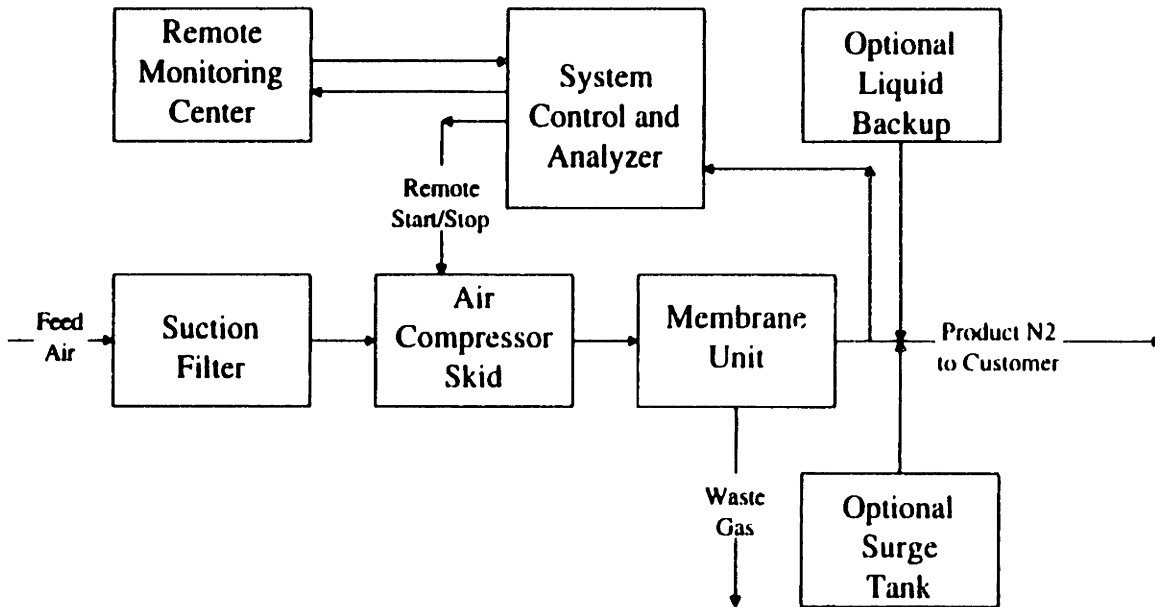 Remote
Monitoring
Center
System
Control and
Analyzer
Optional
Liquid
Backup
Remote
Start/Stop
Feed
Air
Suction
Filter
Air
Compressor
Skid
Membrane
Unit
Product N2
to Customer
Waste
Gas
Optional
Surge
Tank